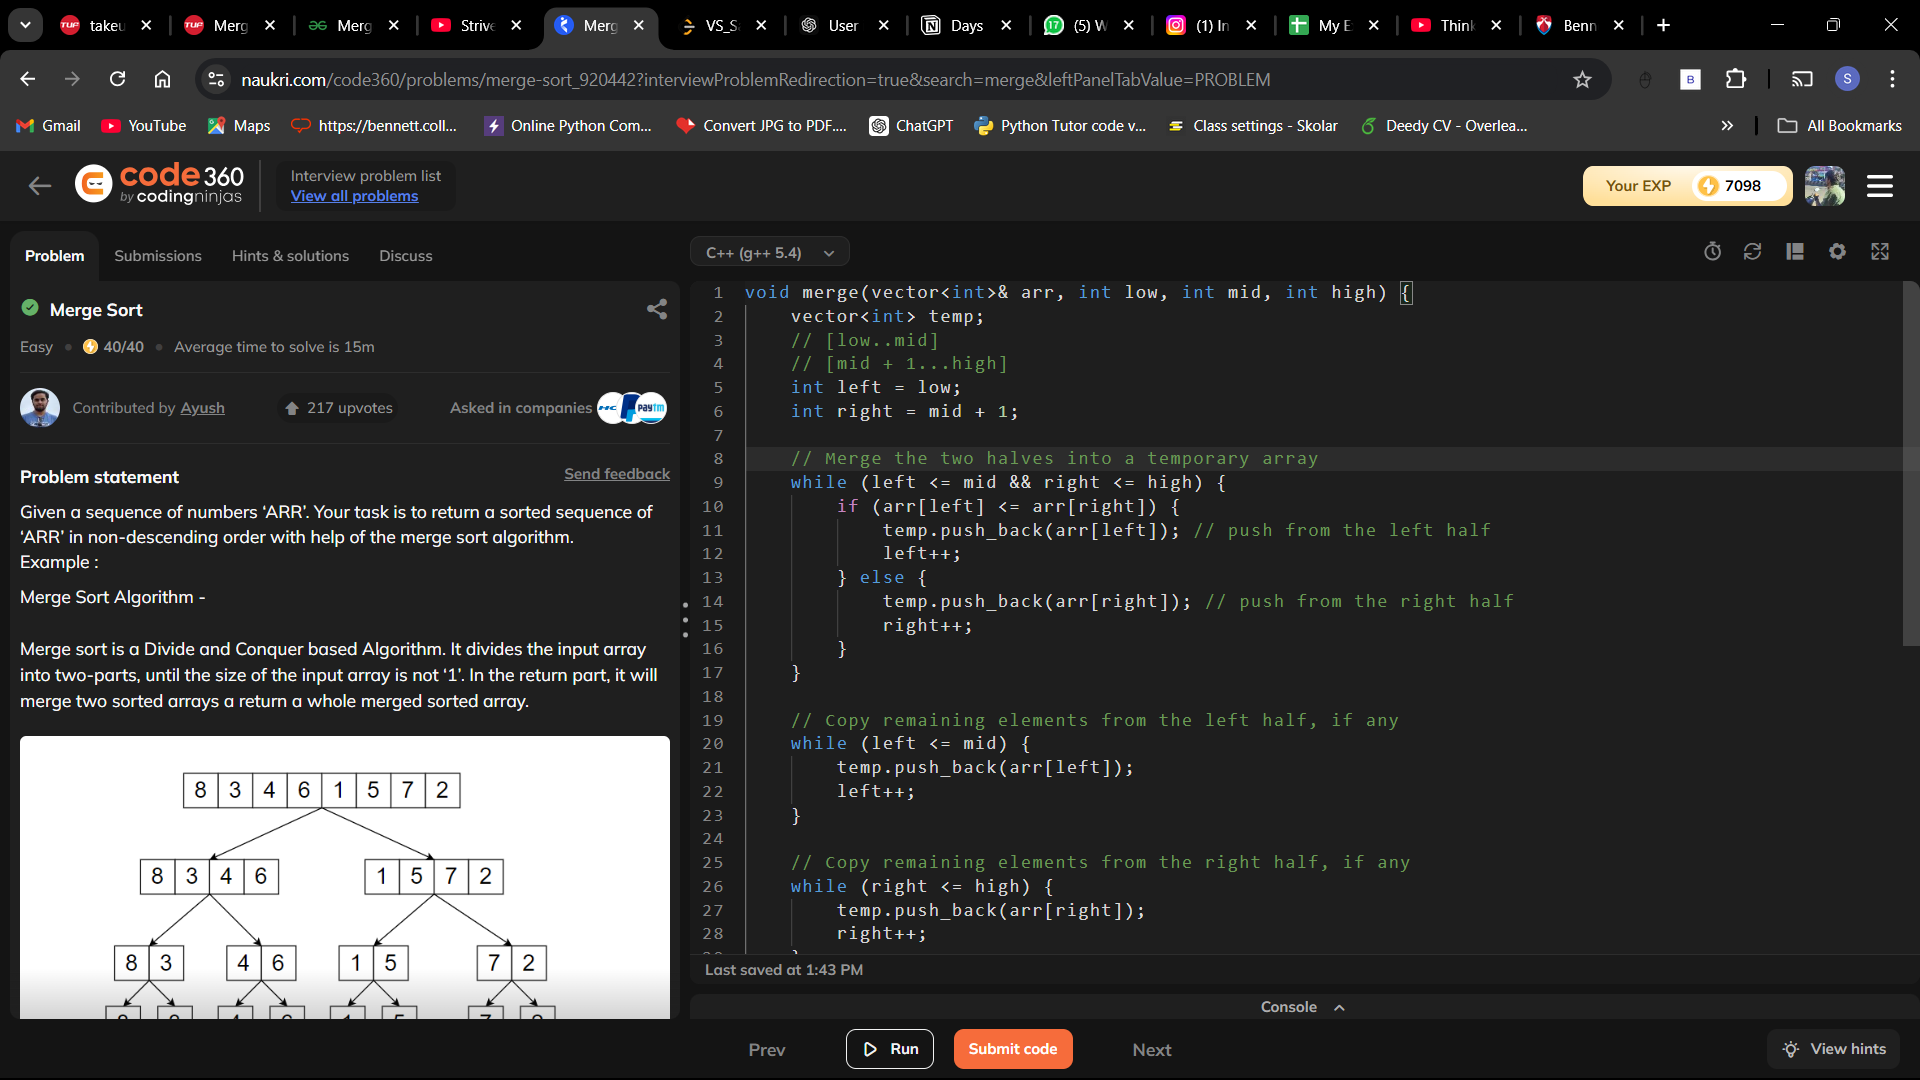 takeu
Merg
Merg
Strive
Merg
VS_S
User
Days
(5) W
(1) In
My E
Think
Benn
naukri.com/code360/problems/merge-sort_920442?interviewProblemRedirection=true&search=merge&leftPanelTabValue=PROBLEM
Gmail
YouTube
Maps
https://bennett.coll...
Online Python Com...
Convert JPG to PDF....
ChatGPT
Python Tutor code v...
Class settings - Skolar
Deedy CV - Overlea...
All Bookmarks
code 360
by codingninjas
Interview problem list
View all problems
Your EXP 7098
Problem
Submissions
Hints & solutions
Discuss
Merge Sort
Easy • 40/40 • Average time to solve is 15m
Contributed by Ayush
217 upvotes
Asked in companies
paytm
Problem statement
Send feedback
Given a sequence of numbers ‘ARR’. Your task is to return a sorted sequence of
‘ARR’ in non-descending order with help of the merge sort algorithm.
Example :
Merge Sort Algorithm -
Merge sort is a Divide and Conquer based Algorithm. It divides the input array
into two-parts, until the size of the input array is not ‘1’. In the return part, it will
merge two sorted arrays a return a whole merged sorted array.
8 3 4 6 1 5 7 2
8 3 4 6
1 5 7 2
8 3
4 6
1 5
7 2
C++ (g++ 5.4)
1 void merge(vector<int>& arr, int low, int mid, int high) {
2 vector<int> temp;
3 // [low..mid]
4 // [mid + 1...high]
5 int left = low;
6 int right = mid + 1;
7
8 // Merge the two halves into a temporary array
9 while (left <= mid && right <= high) {
10 if (arr[left] <= arr[right]) {
11 temp.push_back(arr[left]); // push from the left half
12 left++;
13 } else {
14 temp.push_back(arr[right]); // push from the right half
15 right++;
16 }
17 }
18
19 // Copy remaining elements from the left half, if any
20 while (left <= mid) {
21 temp.push_back(arr[left]);
22 left++;
23 }
24
25 // Copy remaining elements from the right half, if any
26 while (right <= high) {
27 temp.push_back(arr[right]);
28 right++;
Last saved at 1:43 PM
Console
Prev
Run
Submit code
Next
View hints